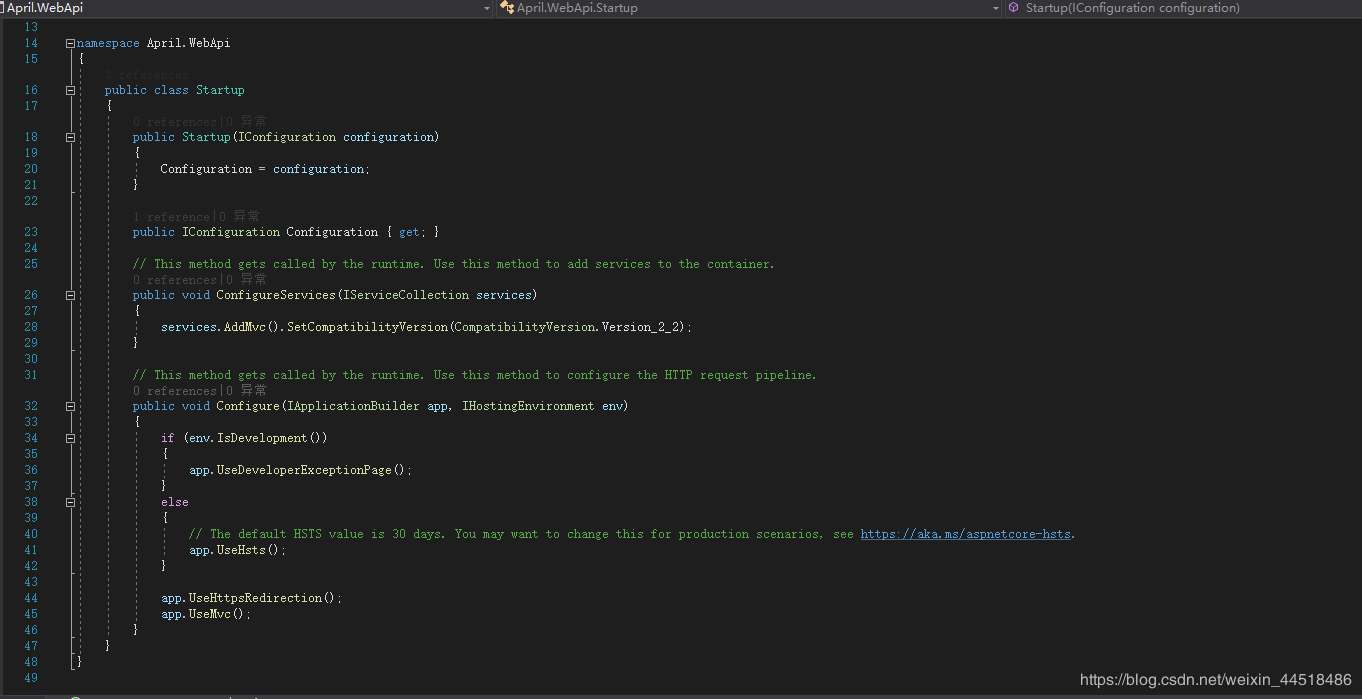 April.WebApi April.WebApi.Startup Startup(IConfiguration configuration)
13
14 namespace April.WebApi
15 {
2 references
16 public class Startup
17 {
0 references|0 异常
18 public Startup(IConfiguration configuration)
19 {
20 Configuration = configuration;
21 }
22
1 reference|0 异常
23 public IConfiguration Configuration { get; }
24
25 // This method gets called by the runtime. Use this method to add services to the container.
0 references|0 异常
26 public void ConfigureServices(IServiceCollection services)
27 {
28 services.AddMvc().SetCompatibilityVersion(CompatibilityVersion.Version_2_2);
29 }
30
31 // This method gets called by the runtime. Use this method to configure the HTTP request pipeline.
0 references|0 异常
32 public void Configure(IApplicationBuilder app, IHostingEnvironment env)
33 {
34 if (env.IsDevelopment())
35 {
36 app.UseDeveloperExceptionPage();
37 }
38 else
39 {
40 // The default HSTS value is 30 days. You may want to change this for production scenarios, see https://aka.ms/aspnetcore-hsts.
41 app.UseHsts();
42 }
43
44 app.UseHttpsRedirection();
45 app.UseMvc();
46 }
47 }
48 }
49
https://blog.csdn.net/weixin_44518486